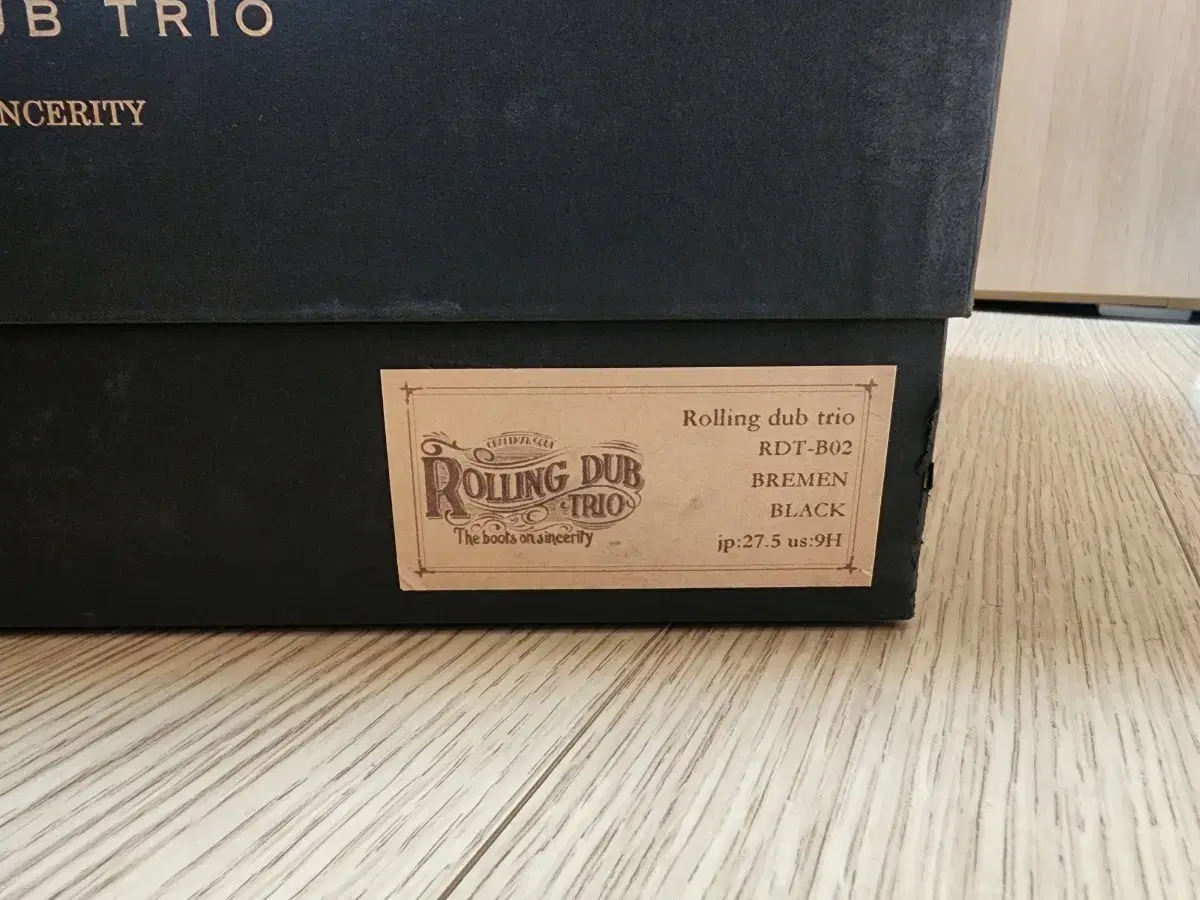 UB TRIO
NCERITY
ROLLING DUB
TRIO
The boots on sincerity
Rolling dub trio
RDT-B02
BREMEN
BLACK
jp:27.5 us:9H